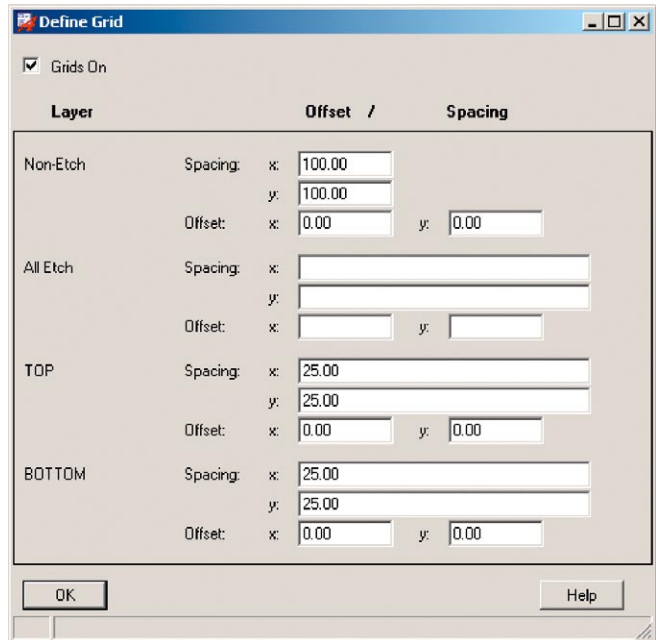 Define Grid
Grids On
Layer Offset / Spacing
Non-Etch Spacing: x: 100.00
y: 100.00
Offset: x: 0.00 y: 0.00
All Etch Spacing: x:
y:
Offset: x: y:
TOP Spacing: x: 25.00
y: 25.00
Offset: x: 0.00 y: 0.00
BOTTOM Spacing: x: 25.00
y: 25.00
Offset: x: 0.00 y: 0.00
OK Help